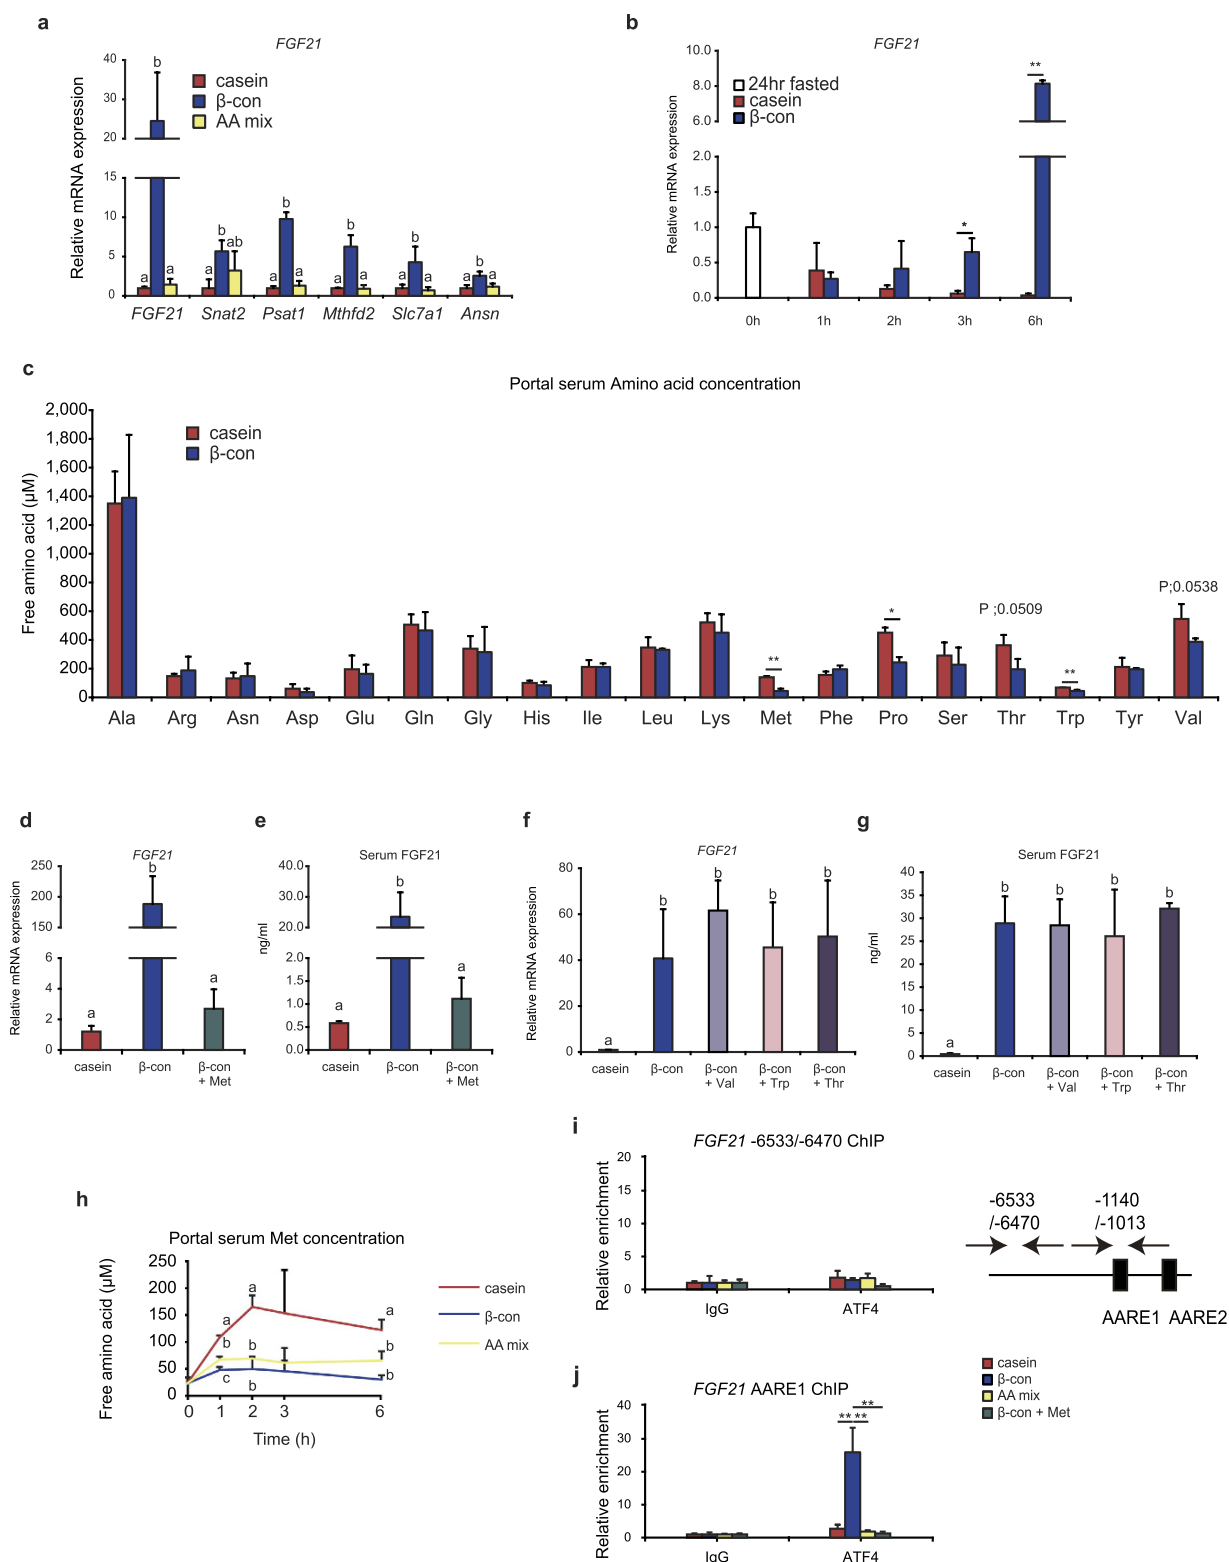 a
FGF21
Relative mRNA expression
40
30
20
15
10
5
0
casein
β-con
AA mix
b
a a
b
a ab
b
a a
b
a a
b
a a
b
a a
FGF21 Snat2 Psat1 Mthfd2 Slc7a1 Ansn
b
FGF21
Relative mRNA expression
10.0
8.0
6.0
2.0
1.5
1.0
0.5
0.0
24hr fasted
casein
β-con
*
**
0h 1h 2h 3h 6h
c
Portal serum Amino acid concentration
Free amino acid (µM)
2,000
1,800
1,600
1,400
1,200
1,000
800
600
400
200
0
casein
β-con
**
*
P ;0.0509
**
P;0.0538
Ala Arg Asn Asp Glu Gln Gly His Ile Leu Lys Met Phe Pro Ser Thr Trp Tyr Val
d
FGF21
Relative mRNA expression
250
200
150
6
4
2
0
a
b
a
casein β-con β-con
+ Met
e
Serum FGF21
ng/ml
40.0
30.0
20.0
2.0
1.5
1.0
0.5
0.0
a
b
a
casein β-con β-con
+ Met
f
FGF21
Relative mRNA expression
80
60
40
20
0
a b b b b
casein β-con β-con β-con β-con
+ Val + Trp + Thr
g
Serum FGF21
ng/ml
40
35
30
25
20
15
10
5
0
a b b b b
casein β-con β-con β-con β-con
+ Val + Trp + Thr
h
Portal serum Met concentration
Free amino acid (µM)
250
200
150
100
50
0
a
a
a
b
b
b
c
b
b
0 1 2 3 6
Time (h)
casein
β-con
AA mix
i
FGF21 -6533/-6470 ChIP
Relative enrichment
20
15
10
5
0
IgG ATF4
-6533
/-6470
-1140
/-1013
AARE1 AARE2
casein
β-con
AA mix
β-con + Met
j
FGF21 AARE1 ChIP
Relative enrichment
40
30
20
10
0
**
** **
IgG ATF4